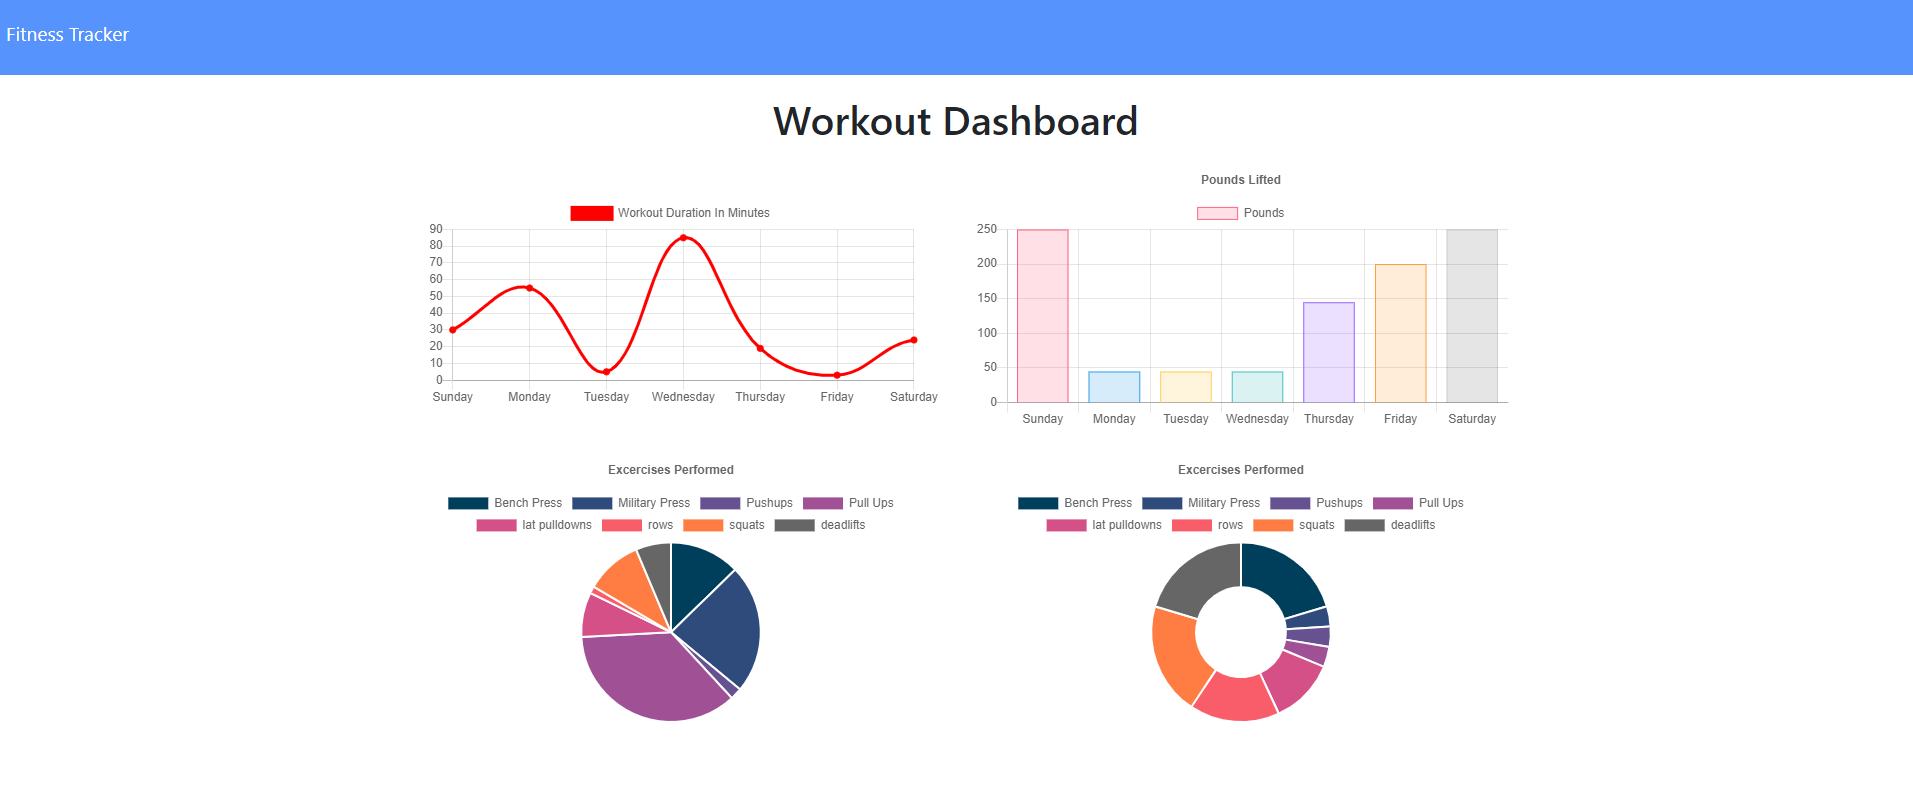 Fitness Tracker
Workout Dashboard
Workout Duration In Minutes
90
80
70
60
50
40
30
20
10
0
Sunday Monday Tuesday Wednesday Thursday Friday Saturday
Pounds Lifted
Pounds
250
200
150
100
50
0
Sunday Monday Tuesday Wednesday Thursday Friday Saturday
Excercises Performed
Bench Press Military Press Pushups Pull Ups
lat pulldowns rows squats deadlifts
Excercises Performed
Bench Press Military Press Pushups Pull Ups
lat pulldowns rows squats deadlifts